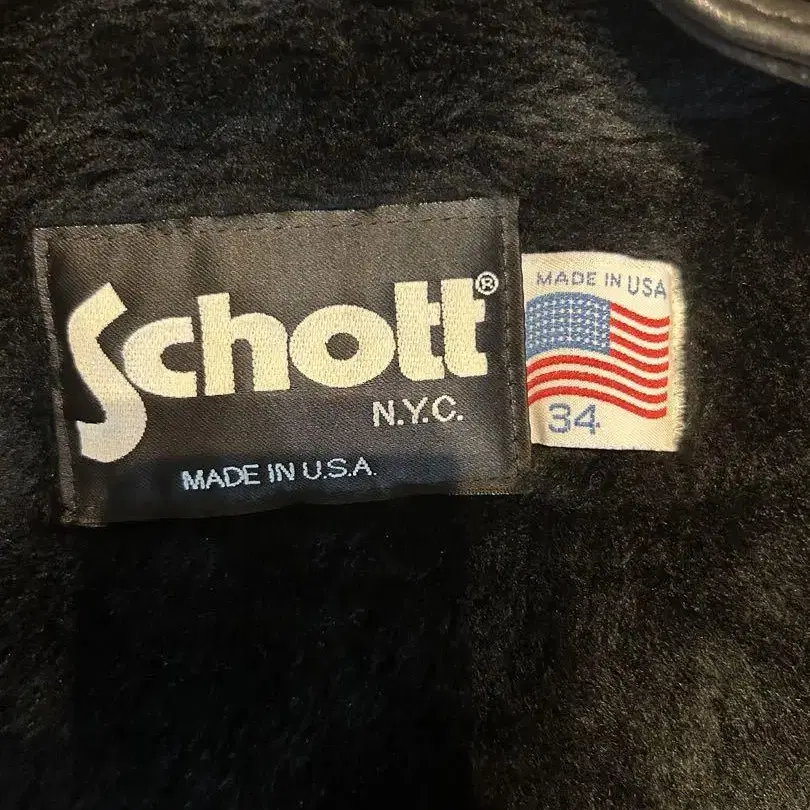 Schott®
N.Y.C.
MADE IN U.S.A.
MADE IN USA
34